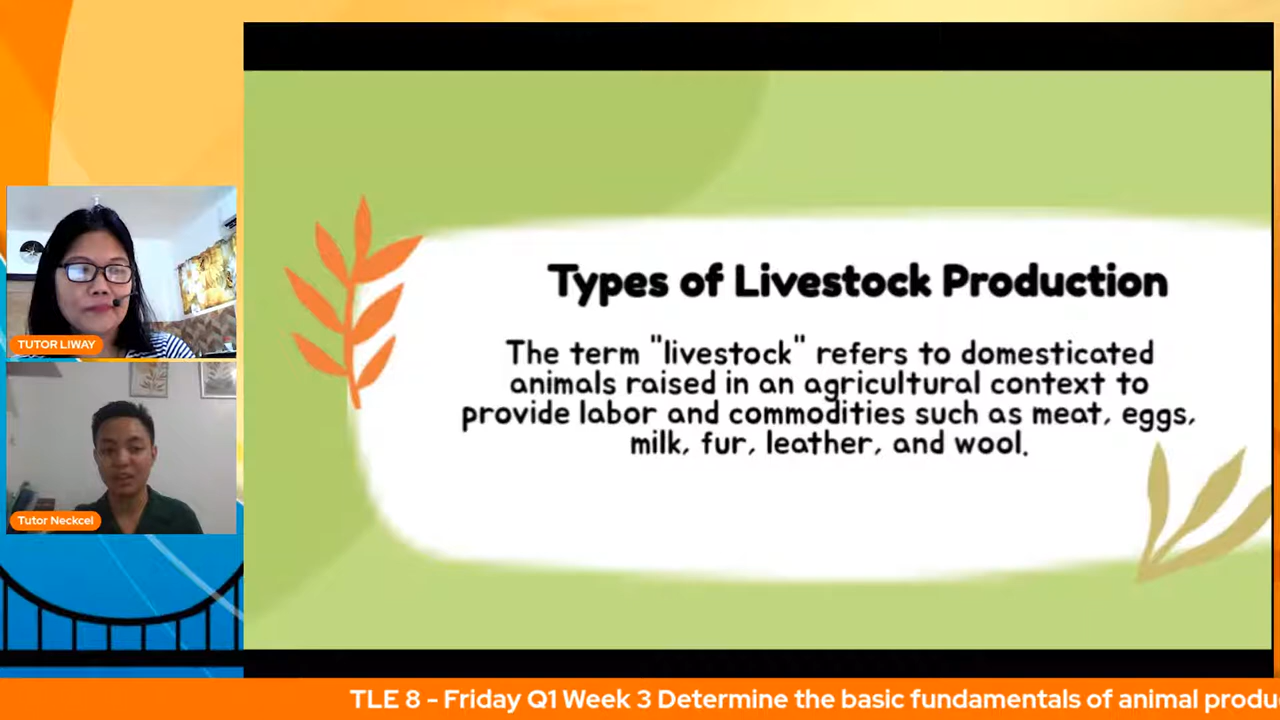 Types of Livestock Production
The term "livestock" refers to domesticated
animals raised in an agricultural context to
provide labor and commodities such as meat, eggs,
milk, fur, leather, and wool.
TUTOR LIWAY
Tutor Neckcel
TLE 8 - Friday Q1 Week 3 Determine the basic fundamentals of animal produ